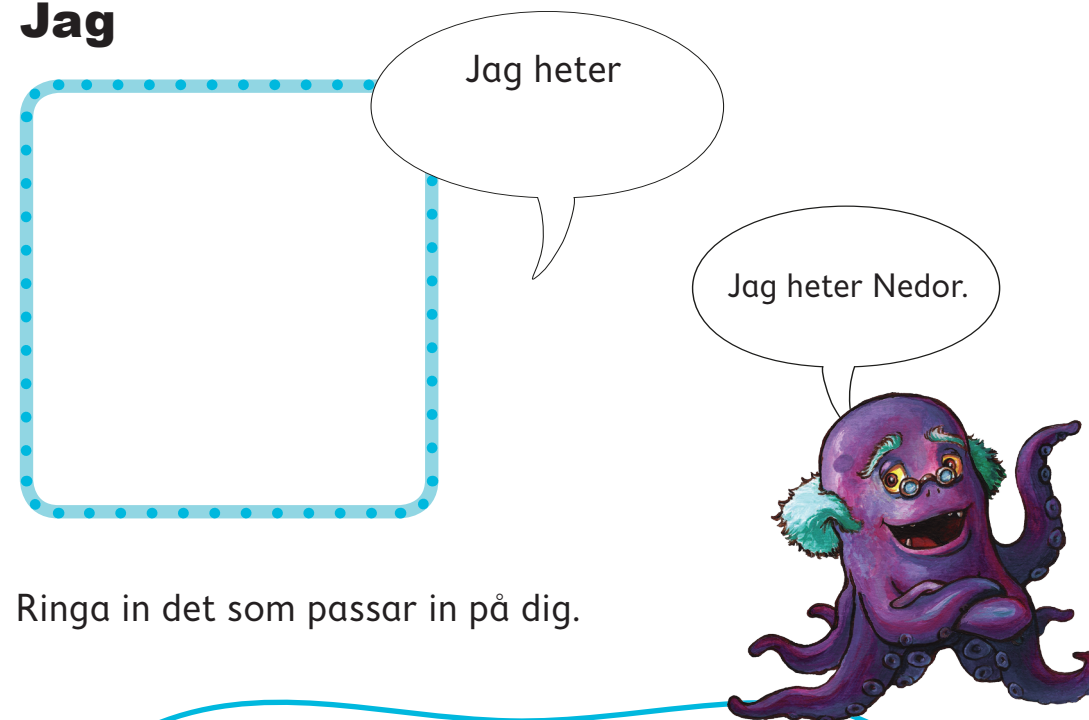 Jag
Jag heter
Jag heter Nedor.
Ringa in det som passar in på dig.